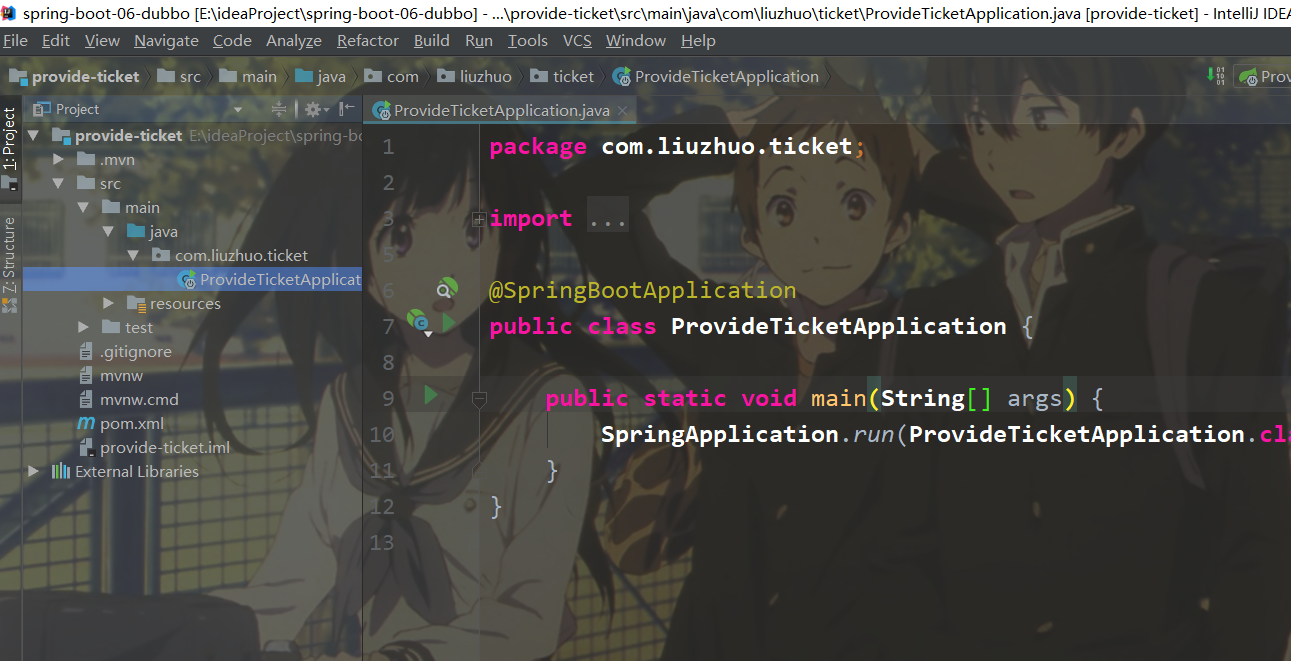 spring-boot-06-dubbo [E:\ideaProject\spring-boot-06-dubbo] - ...\provide-ticket\src\main\java\com\liuzhuo\ticket\ProvideTicketApplication.java [provide-ticket] - IntelliJ IDEA
File Edit View Navigate Code Analyze Refactor Build Run Tools VCS Window Help
provide-ticket src main java com liuzhuo ticket ProvideTicketApplication Prov
Project ProvideTicketApplication.java
1: Project
Z: Structure
provide-ticket E:\ideaProject\spring-bo
.mvn
src
main
java
com.liuzhuo.ticket
ProvideTicketApplicat
resources
test
.gitignore
mvnw
mvnw.cmd
pom.xml
provide-ticket.iml
External Libraries
1 package com.liuzhuo.ticket;
2
3 import ...
5
6 @SpringBootApplication
7 public class ProvideTicketApplication {
8
9 public static void main(String[] args) {
10 SpringApplication.run(ProvideTicketApplication.cla
11 }
12 }
13